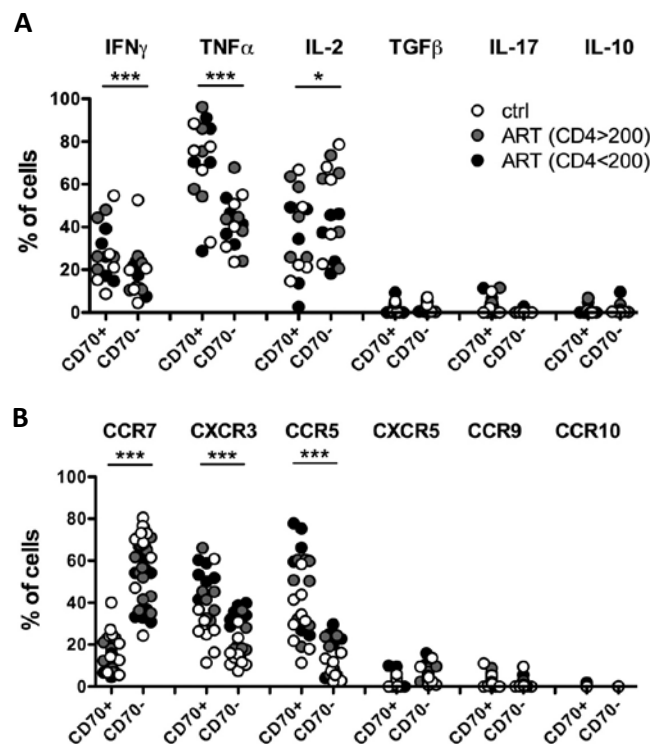 A
IFNγ TNFα IL-2 TGFβ IL-17 IL-10
*** *** *
100
80
60
40
20
0
% of cells
ctrl
ART (CD4>200)
ART (CD4<200)
CD70+ CD70- CD70+ CD70- CD70+ CD70- CD70+ CD70- CD70+ CD70- CD70+ CD70-
B
CCR7 CXCR3 CCR5 CXCR5 CCR9 CCR10
*** *** ***
100
80
60
40
20
0
% of cells
CD70+ CD70- CD70+ CD70- CD70+ CD70- CD70+ CD70- CD70+ CD70- CD70+ CD70-